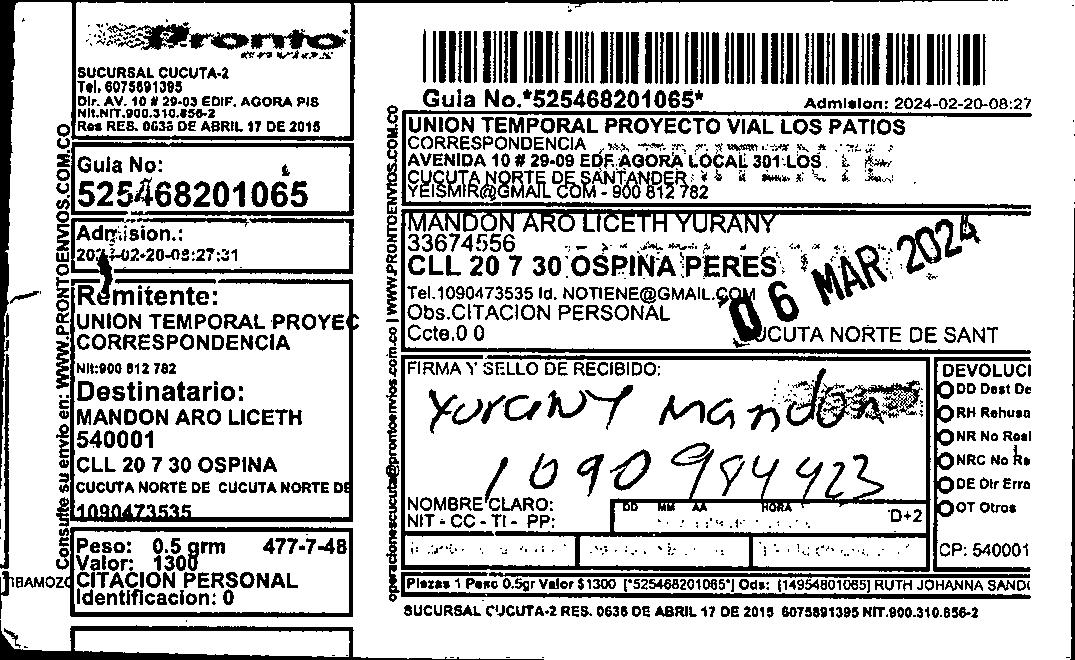 Pronto
envios
SUCURSAL CUCUTA-2
Tel. 6075891395
Dir. AV. 10 # 29-03 EDIF. AGORA PIS
Nit.NIT.900.310.856-2
Res RES. 0636 DE ABRIL 17 DE 2015
Guia No:
525468201065
Admision.:
-02-20-08:27:31
Remitente:
UNION TEMPORAL PROYEC
CORRESPONDENCIA
Nit:900 812 782
Destinatario:
MANDON ARO LICETH
540001
CLL 20 7 30 OSPINA
CUCUTA NORTE DE CUCUTA NORTE DE
1090473535
Peso: 0.5 grm 477-7-48
Valor: 1300
CITACION PERSONAL
Identificacion: 0
Consulte su envio en: WWW.PRONTOENVIOS.COM.CO
TIBAMOZO
Guia No.*525468201065* Admision: 2024-02-20-08:27
UNION TEMPORAL PROYECTO VIAL LOS PATIOS
CORRESPONDENCIA
AVENIDA 10 # 29-09 EDF.AGORA LOCAL 301 LOS
CUCUTA NORTE DE SANTANDER
YEISMIR@GMAIL COM - 900 812 782
MANDON ARO LICETH YURANY
33674556
CLL 20 7 30 OSPINA PERES
Tel.1090473535 Id. NOTIENE@GMAIL.COM
Obs.CITACION PERSONAL
Ccte.0 0
CUCUTA NORTE DE SANT
06 MAR 2024
FIRMA Y SELLO DE RECIBIDO:
Yurany Mandon
1090984423
NOMBRE CLARO:
NIT - CC - TI - PP:
DD MM AA HORA
D+2
DEVOLUCI
DD Dest De
RH Rehusa
NR No Resi
NRC No Re
DE Dir Erra
OT Otros
CP: 540001
Plazas 1 Peso 0.5gr Valor $1300 [*525468201065*] Ods: [14954801065] RUTH JOHANNA SAND
SUCURSAL CUCUTA-2 RES. 0636 DE ABRIL 17 DE 2015 6075891395 NIT.900.310.856-2
operacionescucuta@prontoenvios.com.co | WWW.PRONTOENVIOS.COM.CO